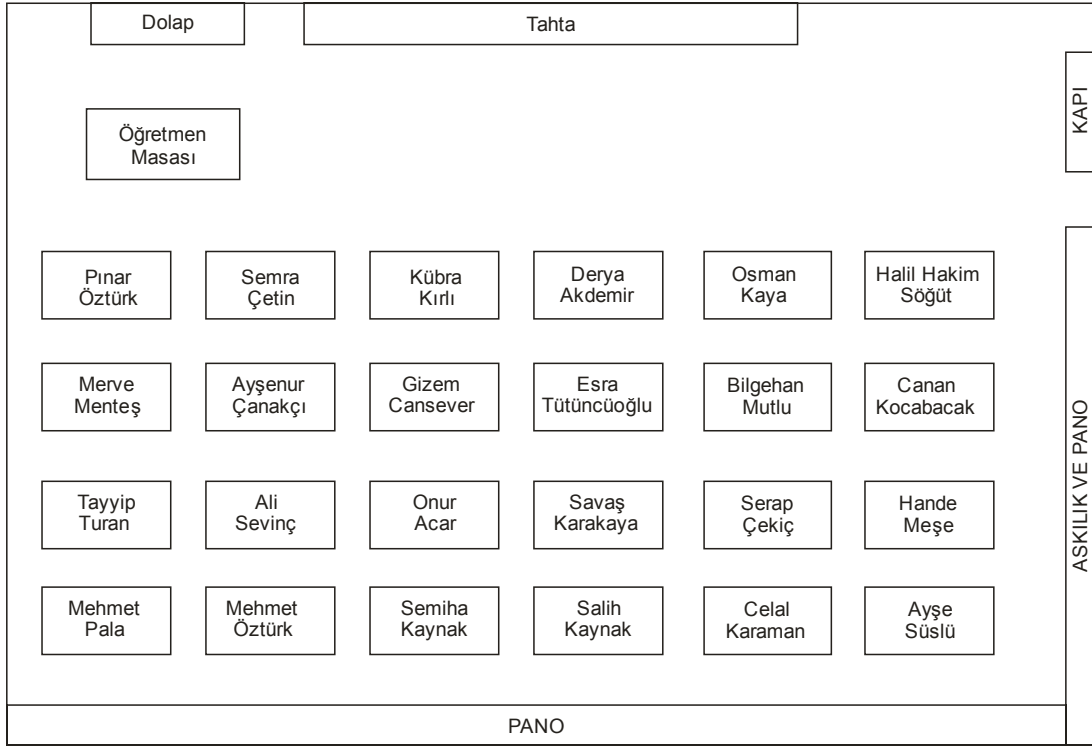 Dolap
Tahta
KAPI
Öğretmen
Masası
Pınar
Öztürk
Semra
Çetin
Kübra
Kırlı
Derya
Akdemir
Osman
Kaya
Halil Hakim
Söğüt
Merve
Menteş
Ayşenur
Çanakçı
Gizem
Cansever
Esra
Tütüncüoğlu
Bilgehan
Mutlu
Canan
Kocabacak
Tayyip
Turan
Ali
Sevinç
Onur
Acar
Savaş
Karakaya
Serap
Çekiç
Hande
Meşe
ASKILIK VE PANO
Mehmet
Pala
Mehmet
Öztürk
Semiha
Kaynak
Salih
Kaynak
Celal
Karaman
Ayşe
Süslü
PANO